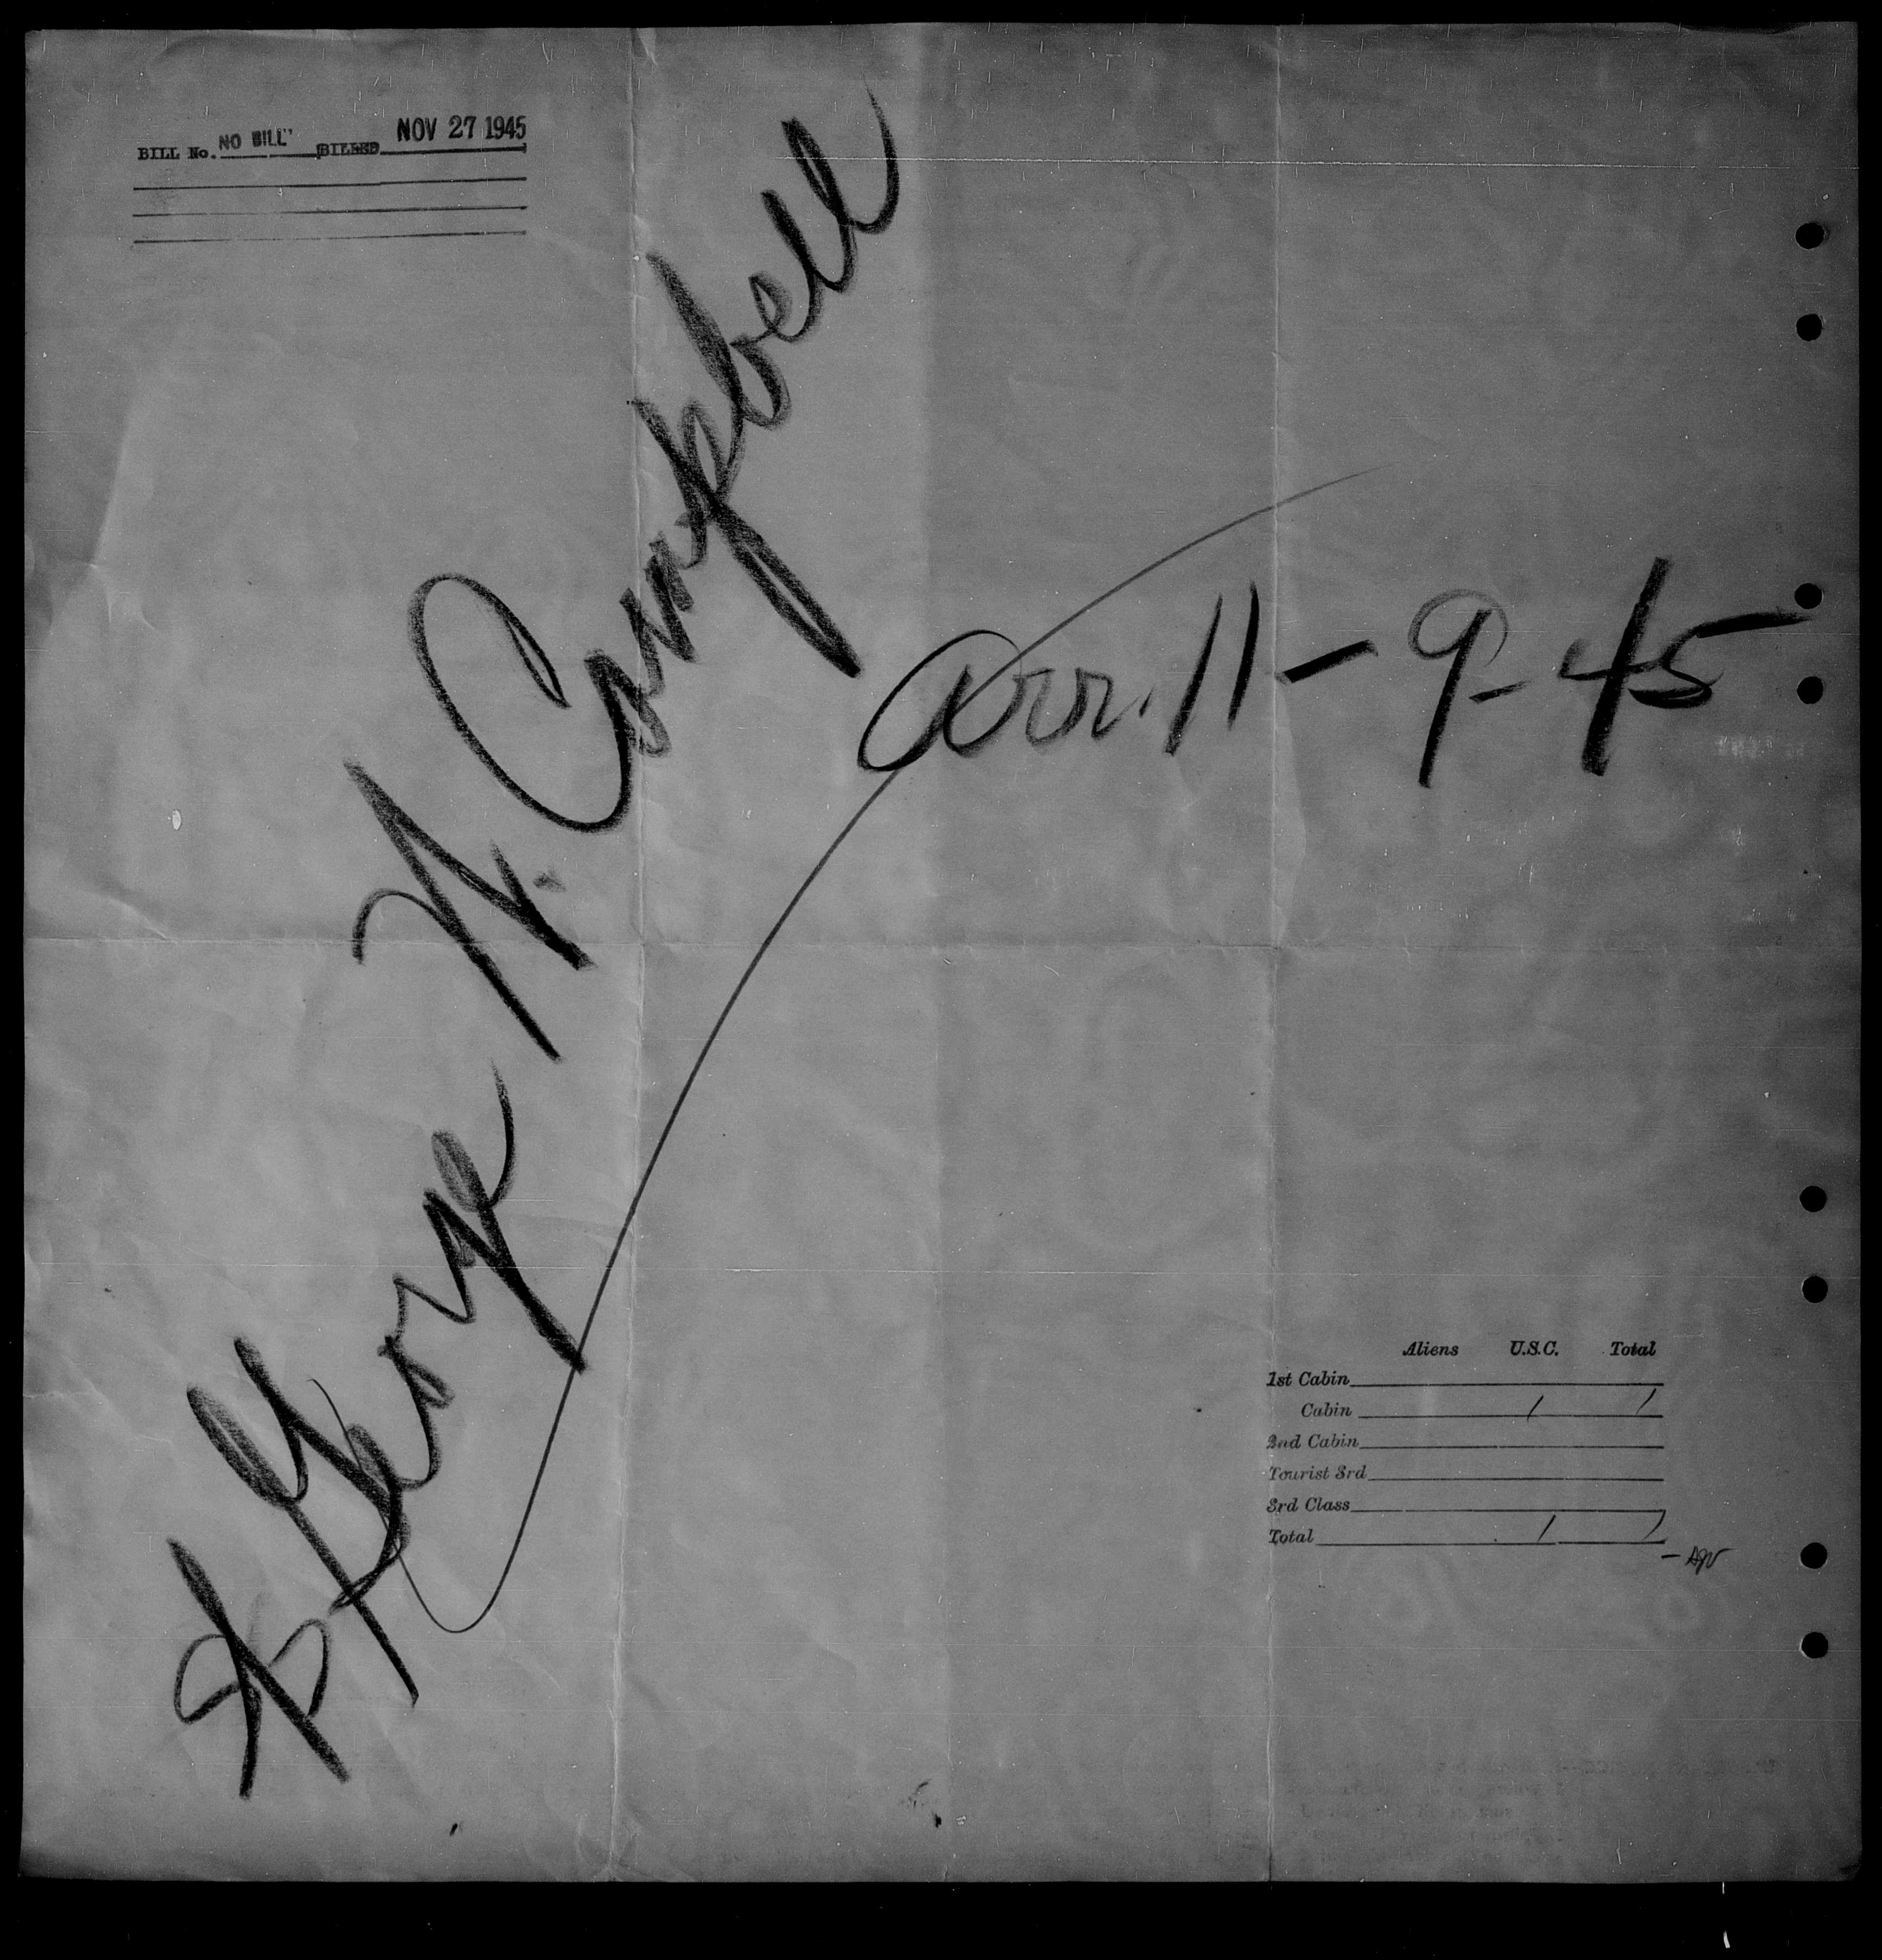 BILL No. NO BILL" BILLED NOV 27 1945
George W. Campbell
arr. 11-9-45
Aliens U.S.C. Total
1st Cabin
Cabin 1 1
2nd Cabin
Tourist 3rd
3rd Class
Total 1 1